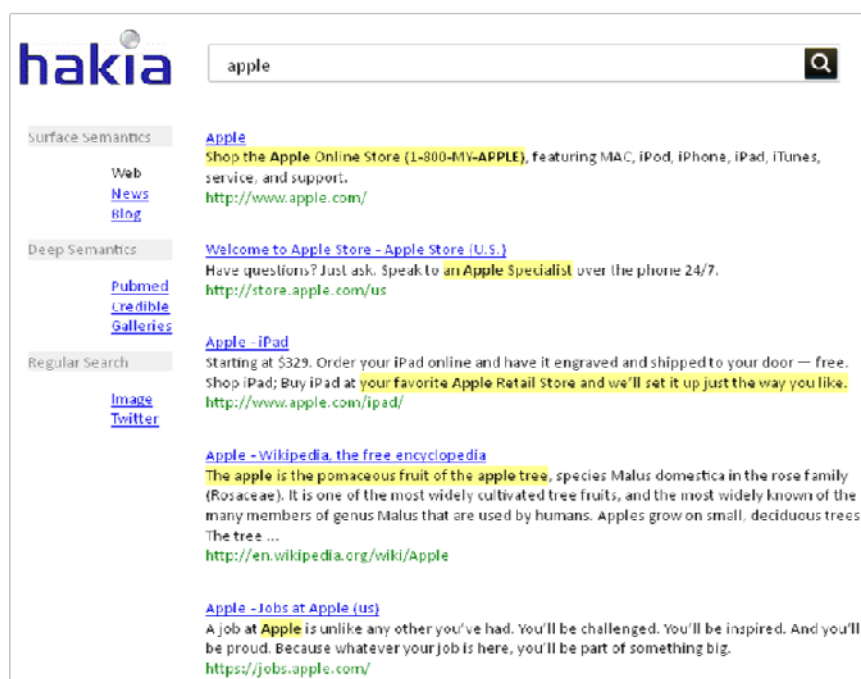 hakia
apple
Surface Semantics
Web
News
Blog
Deep Semantics
Pubmed
Credible
Galleries
Regular Search
Image
Twitter
Apple
Shop the Apple Online Store (1-800-MY-APPLE), featuring MAC, iPod, iPhone, iPad, iTunes,
service, and support.
http://www.apple.com/
Welcome to Apple Store - Apple Store (U.S.)
Have questions? Just ask. Speak to an Apple Specialist over the phone 24/7.
http://store.apple.com/us
Apple - iPad
Starting at $329. Order your iPad online and have it engraved and shipped to your door — free.
Shop iPad; Buy iPad at your favorite Apple Retail Store and we'll set it up just the way you like.
http://www.apple.com/ipad/
Apple - Wikipedia, the free encyclopedia
The apple is the pomaceous fruit of the apple tree, species Malus domestica in the rose family
(Rosaceae). It is one of the most widely cultivated tree fruits, and the most widely known of the
many members of genus Malus that are used by humans. Apples grow on small, deciduous trees
The tree ...
http://en.wikipedia.org/wiki/Apple
Apple - Jobs at Apple (us)
A job at Apple is unlike any other you've had. You'll be challenged. You'll be inspired. And you'll
be proud. Because whatever your job is here, you'll be part of something big.
https://jobs.apple.com/